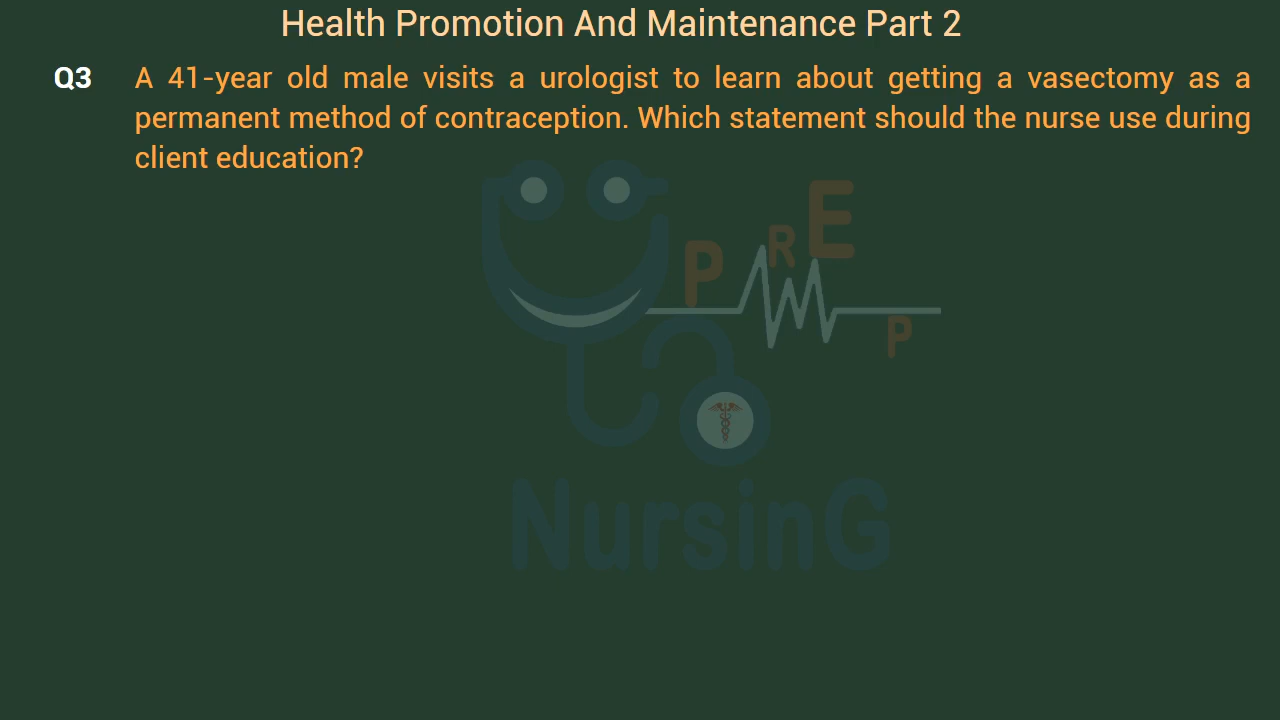 Health Promotion And Maintenance Part 2
Q3 A 41-year old male visits a urologist to learn about getting a vasectomy as a
permanent method of contraception. Which statement should the nurse use during
client education?
PREP
NursinG